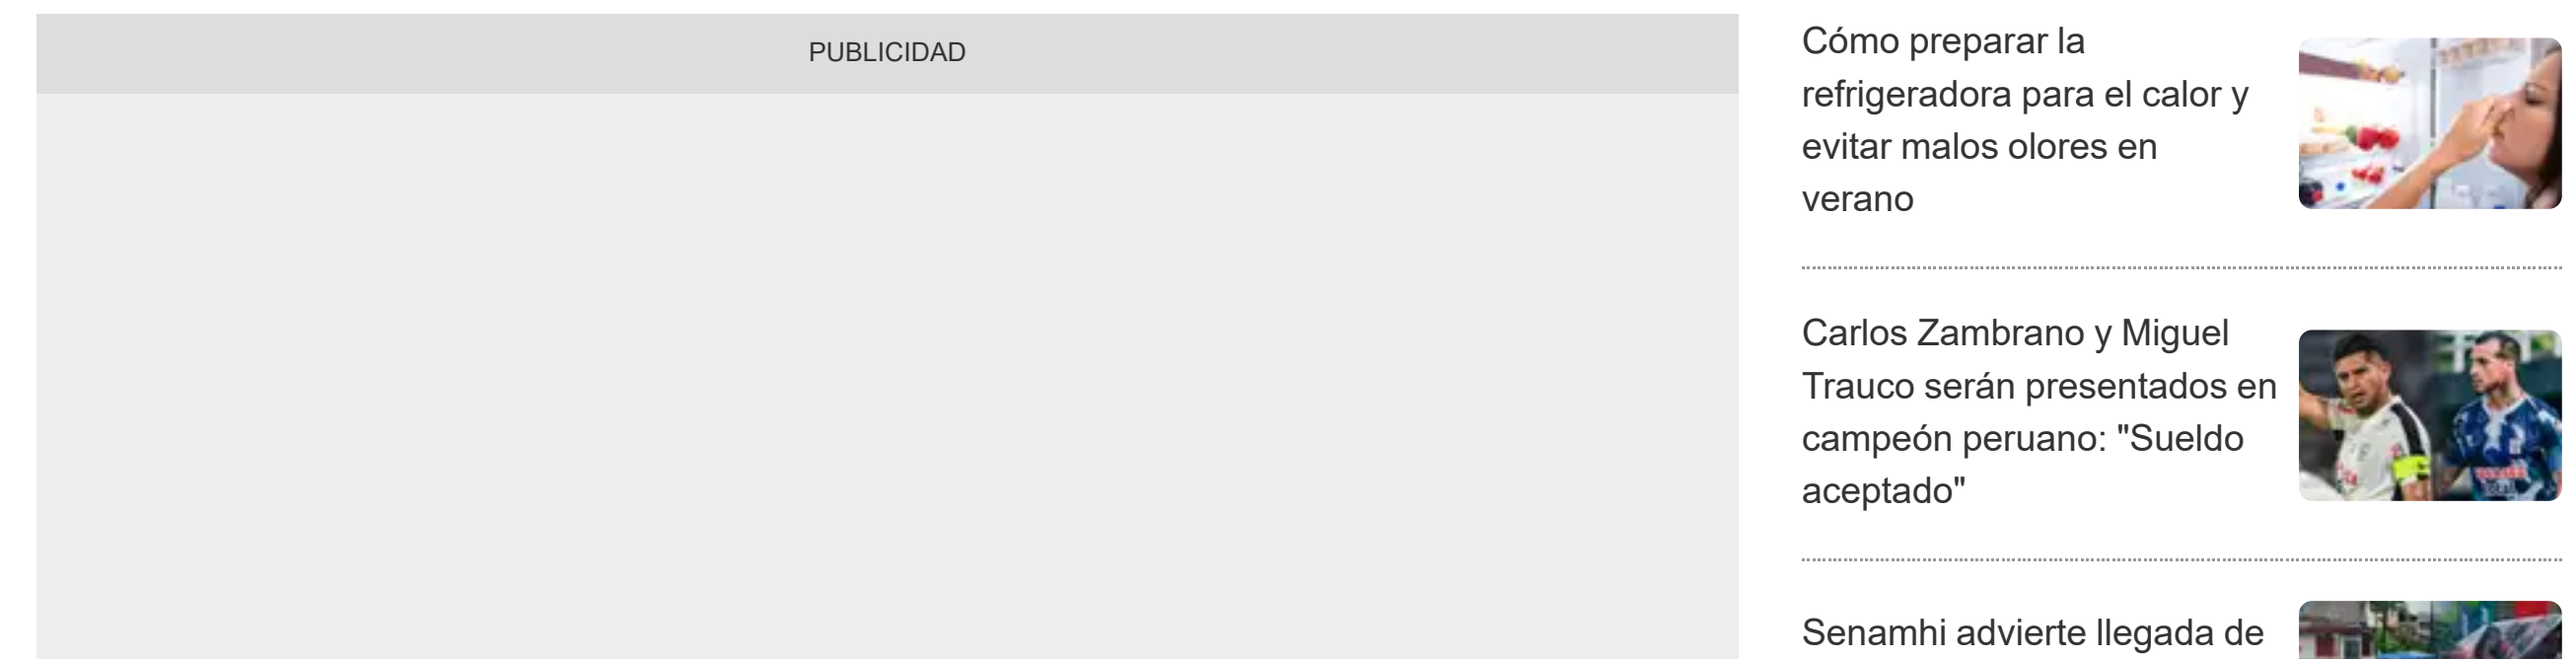 PUBLICIDAD
Cómo preparar la
refrigeradora para el calor y
evitar malos olores en
verano
Carlos Zambrano y Miguel
Trauco serán presentados en
campeón peruano: "Sueldo
aceptado"
Senamhi advierte llegada de